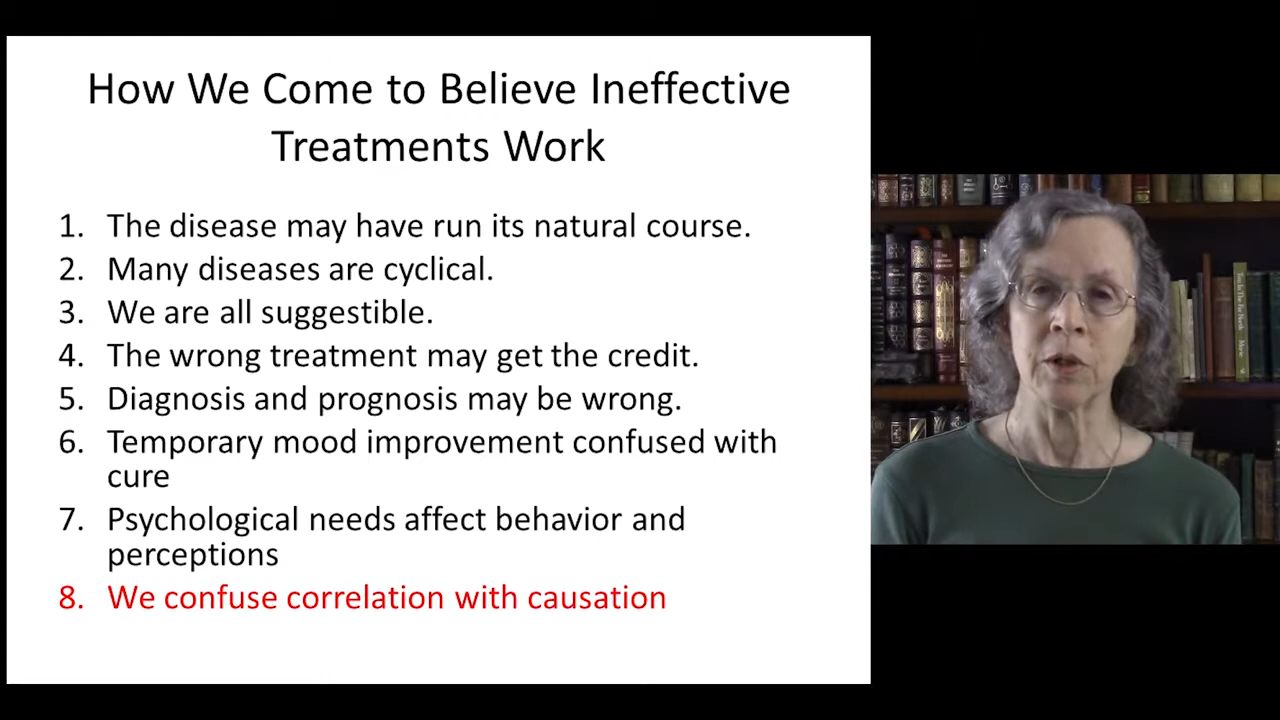 How We Come to Believe Ineffective
Treatments Work
1. The disease may have run its natural course.
2. Many diseases are cyclical.
3. We are all suggestible.
4. The wrong treatment may get the credit.
5. Diagnosis and prognosis may be wrong.
6. Temporary mood improvement confused with
cure
7. Psychological needs affect behavior and
perceptions
8. We confuse correlation with causation